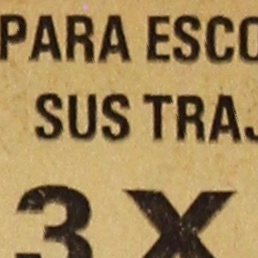 PARA ESCO
SUS TRAJ
3 X